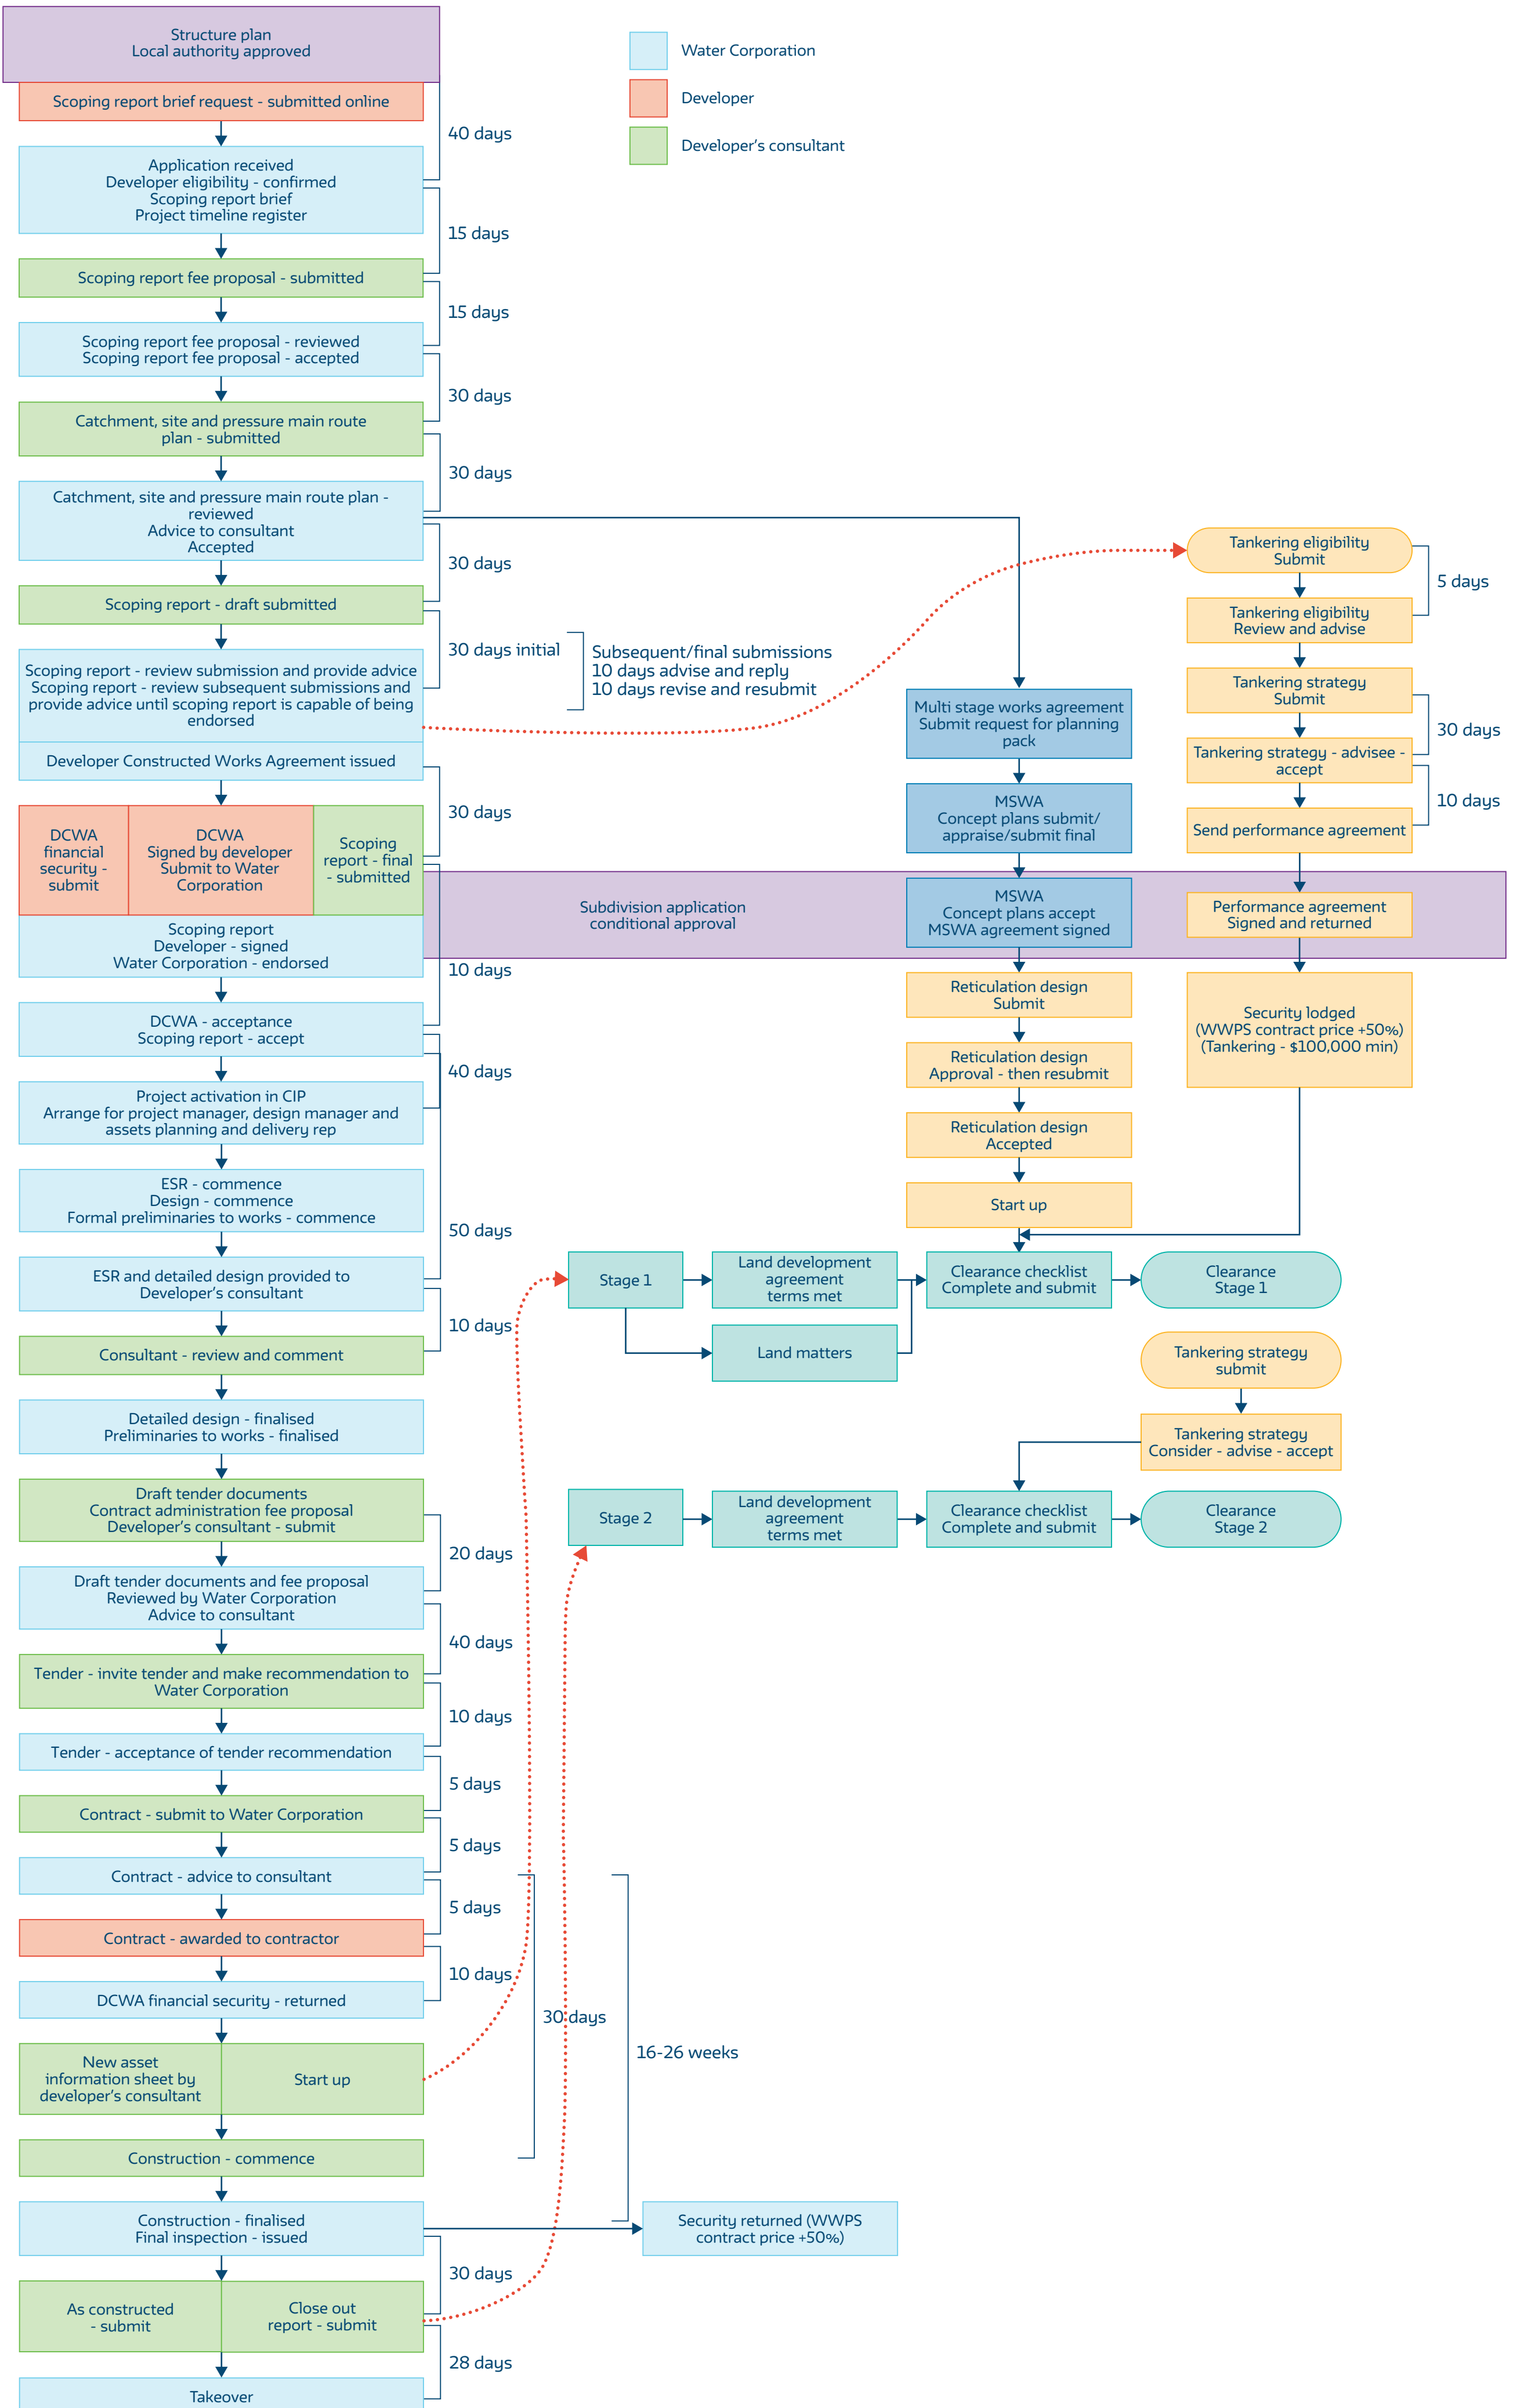 Structure plan
Local authority approved
Water Corporation
Developer
Developer's consultant
Scoping report brief request - submitted online
40 days
Application received
Developer eligibility - confirmed
Scoping report brief
Project timeline register
15 days
Scoping report fee proposal - submitted
15 days
Scoping report fee proposal - reviewed
Scoping report fee proposal - accepted
30 days
Catchment, site and pressure main route
plan - submitted
30 days
Catchment, site and pressure main route plan -
reviewed
Advice to consultant
Accepted
30 days
Scoping report - draft submitted
30 days initial
Subsequent/final submissions
10 days advise and reply
10 days revise and resubmit
Scoping report - review submission and provide advice
Scoping report - review subsequent submissions and
provide advice until scoping report is capable of being
endorsed
Developer Constructed Works Agreement issued
30 days
DCWA
financial
security -
submit
DCWA
Signed by developer
Submit to Water
Corporation
Scoping
report - final
- submitted
Scoping report
Developer - signed
Water Corporation - endorsed
10 days
Subdivision application
conditional approval
DCWA - acceptance
Scoping report - accept
40 days
Project activation in CIP
Arrange for project manager, design manager and
assets planning and delivery rep
ESR - commence
Design - commence
Formal preliminaries to works - commence
50 days
ESR and detailed design provided to
Developer's consultant
10 days
Consultant - review and comment
Detailed design - finalised
Preliminaries to works - finalised
Draft tender documents
Contract administration fee proposal
Developer's consultant - submit
20 days
Draft tender documents and fee proposal
Reviewed by Water Corporation
Advice to consultant
40 days
Tender - invite tender and make recommendation to
Water Corporation
10 days
Tender - acceptance of tender recommendation
5 days
Contract - submit to Water Corporation
5 days
Contract - advice to consultant
5 days
Contract - awarded to contractor
10 days
DCWA financial security - returned
30 days
16-26 weeks
New asset
information sheet by
developer's consultant
Start up
Construction - commence
Construction - finalised
Final inspection - issued
Security returned (WWPS
contract price +50%)
30 days
As constructed
- submit
Close out
report - submit
28 days
Takeover
Multi stage works agreement
Submit request for planning
pack
MSWA
Concept plans submit/
appraise/submit final
MSWA
Concept plans accept
MSWA agreement signed
Reticulation design
Submit
Reticulation design
Approval - then resubmit
Reticulation design
Accepted
Start up
Tankering eligibility
Submit
5 days
Tankering eligibility
Review and advise
Tankering strategy
Submit
30 days
Tankering strategy - advisee -
accept
10 days
Send performance agreement
Performance agreement
Signed and returned
Security lodged
(WWPS contract price +50%)
(Tankering - $100,000 min)
Stage 1
Land development
agreement
terms met
Clearance checklist
Complete and submit
Clearance
Stage 1
Land matters
Tankering strategy
submit
Tankering strategy
Consider - advise - accept
Stage 2
Land development
agreement
terms met
Clearance checklist
Complete and submit
Clearance
Stage 2